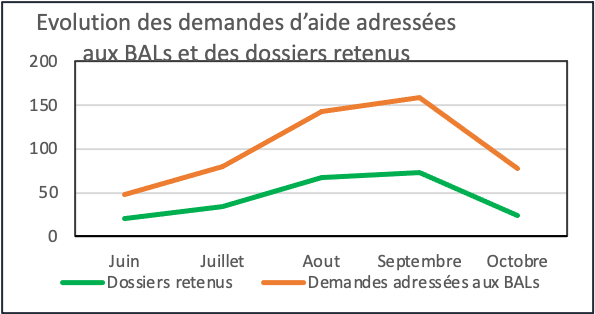 Evolution des demandes d’aide adressées
aux BALs et des dossiers retenus
200
150
100
50
0
Juin Juillet Aout Septembre Octobre
Dossiers retenus Demandes adressées aux BALs